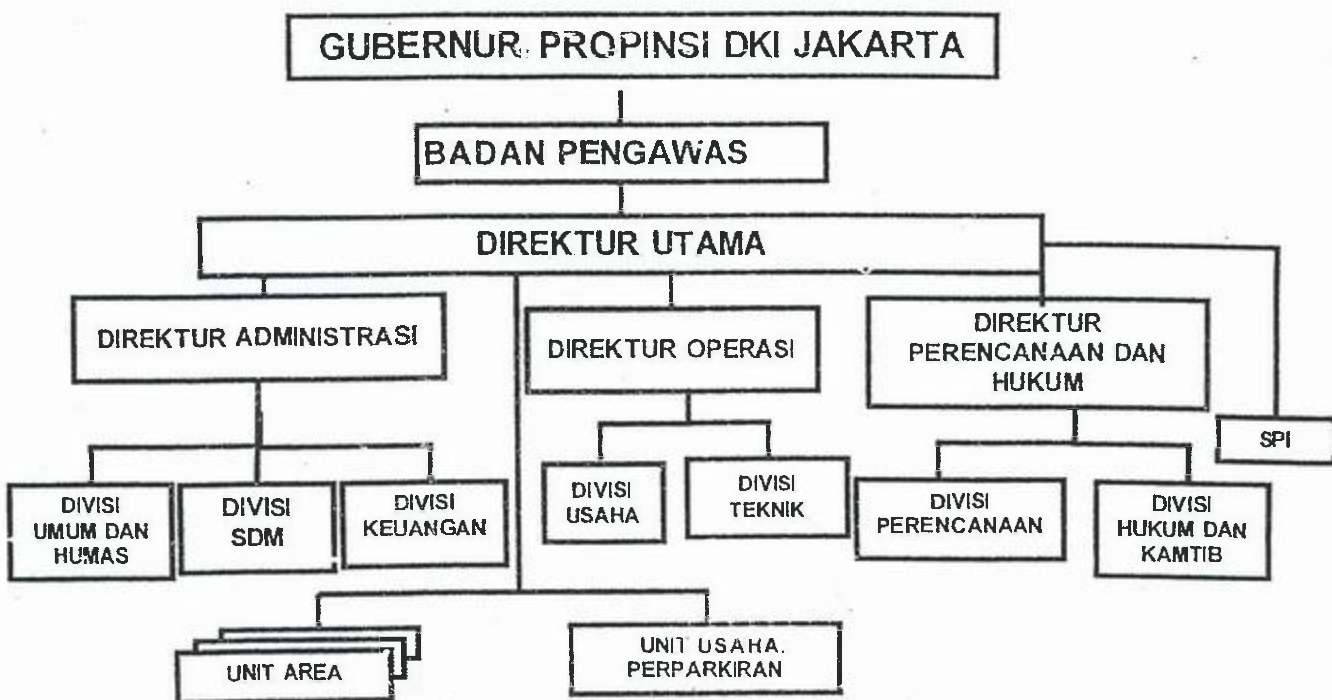 GUBERNUR PROPINSI DKI JAKARTA
BADAN PENGAWAS
DIREKTUR UTAMA
DIREKTUR ADMINISTRASI
DIREKTUR OPERASI
DIREKTUR
PERENCANAAN DAN
HUKUM
SPI
DIVISI
UMUM DAN
HUMAS
DIVISI
SDM
DIVISI
KEUANGAN
DIVISI
USAHA
DIVISI
TEKNIK
DIVISI
PERENCANAAN
DIVISI
HUKUM DAN
KAMTIB
UNIT AREA
UNIT USAHA
PERPARKIRAN